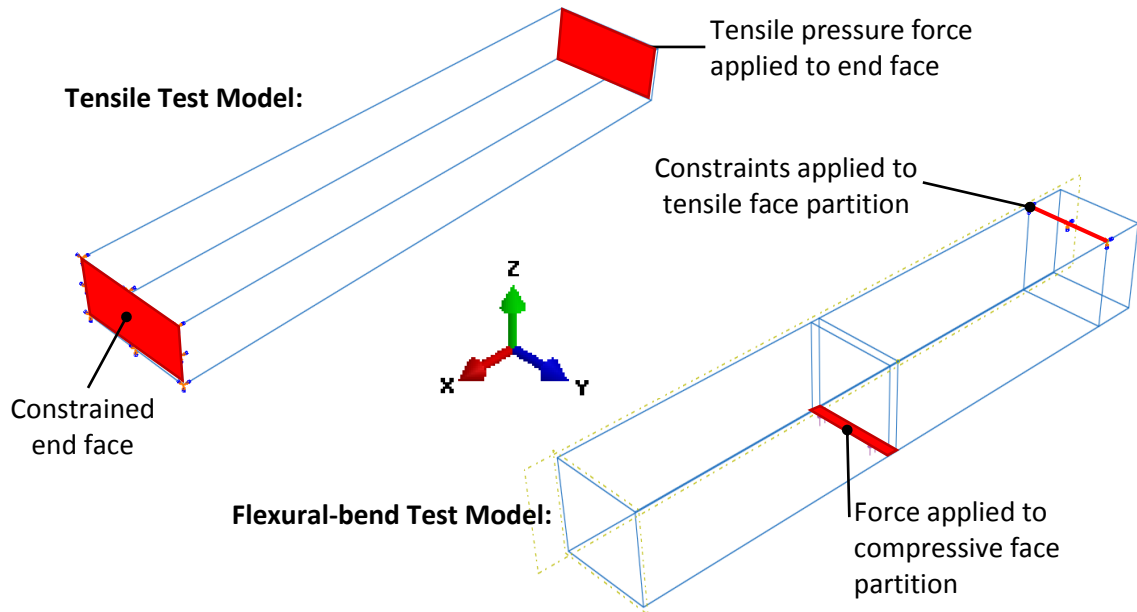 Tensile pressure force
applied to end face
Tensile Test Model:
Constraints applied to
tensile face partition
Z
X
Y
Constrained
end face
Flexural-bend Test Model:
Force applied to
compressive face
partition